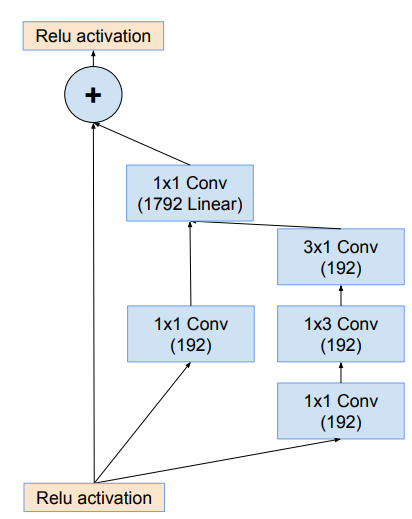 Relu activation
+
1x1 Conv
(1792 Linear)
3x1 Conv
(192)
1x1 Conv
(192)
1x3 Conv
(192)
1x1 Conv
(192)
Relu activation